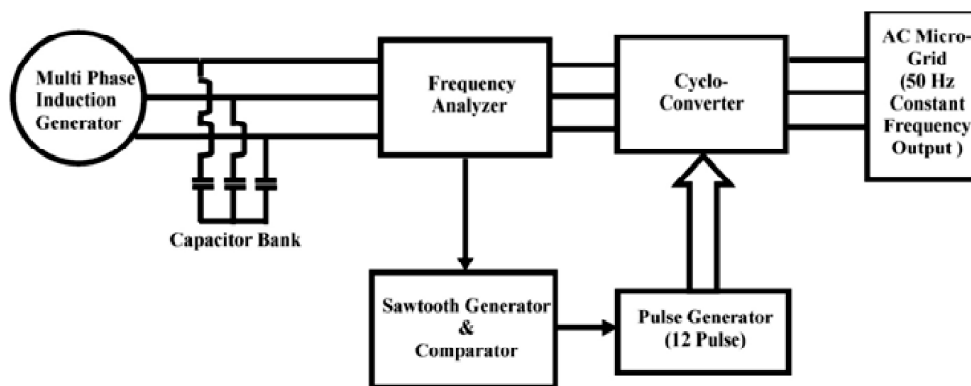 Multi Phase
Induction
Generator
Frequency
Analyzer
Cyclo-
Converter
AC Micro-
Grid
(50 Hz
Constant
Frequency
Output )
Capacitor Bank
Sawtooth Generator
&
Comparator
Pulse Generator
(12 Pulse)